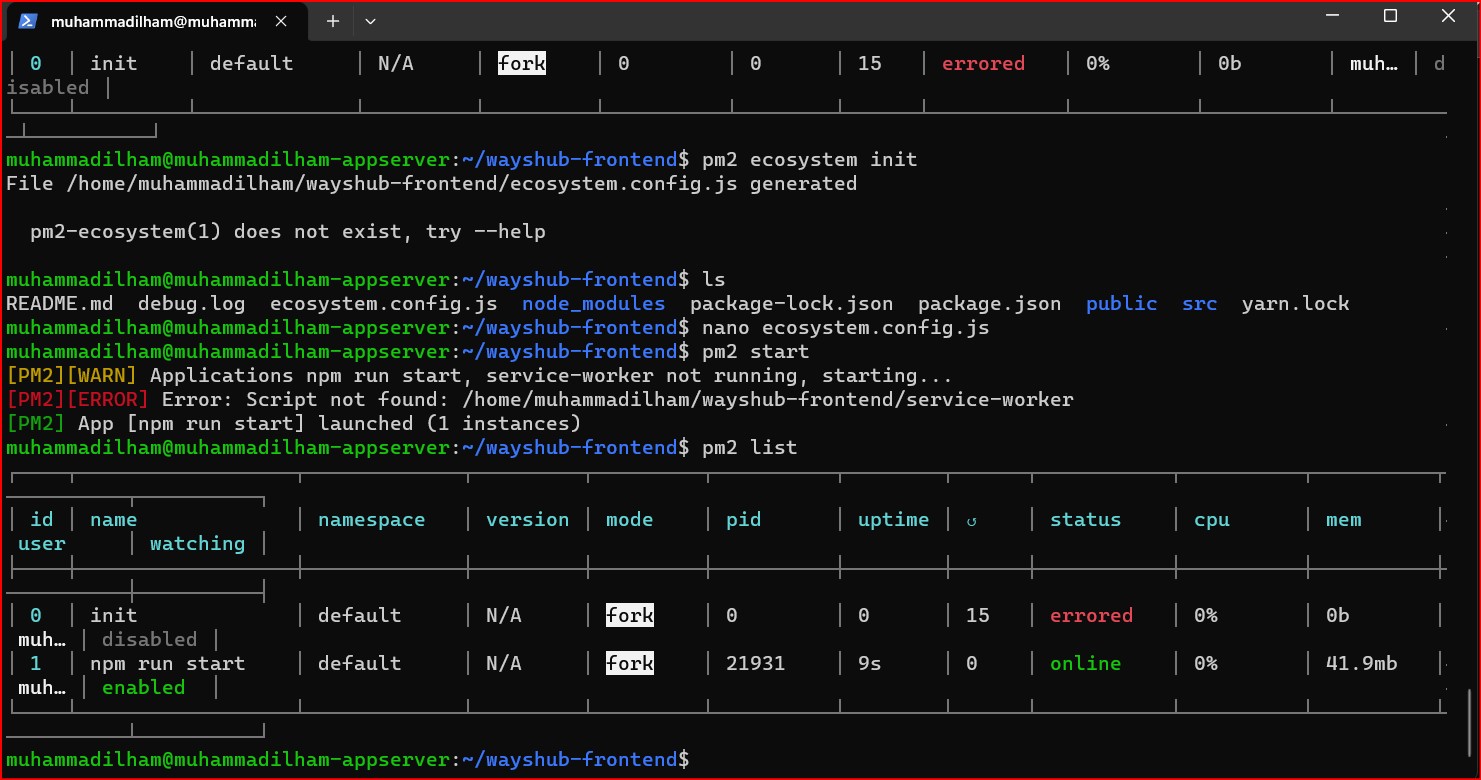 muhammadilham@muhamma
0 init default N/A fork 0 0 15 errored 0% 0b muh… d
isabled
muhammadilham@muhammadilham-appserver:~/wayshub-frontend$ pm2 ecosystem init
File /home/muhammadilham/wayshub-frontend/ecosystem.config.js generated
pm2-ecosystem(1) does not exist, try --help
muhammadilham@muhammadilham-appserver:~/wayshub-frontend$ ls
README.md debug.log ecosystem.config.js node_modules package-lock.json package.json public src yarn.lock
muhammadilham@muhammadilham-appserver:~/wayshub-frontend$ nano ecosystem.config.js
muhammadilham@muhammadilham-appserver:~/wayshub-frontend$ pm2 start
[PM2][WARN] Applications npm run start, service-worker not running, starting...
[PM2][ERROR] Error: Script not found: /home/muhammadilham/wayshub-frontend/service-worker
[PM2] App [npm run start] launched (1 instances)
muhammadilham@muhammadilham-appserver:~/wayshub-frontend$ pm2 list
id name namespace version mode pid uptime ↺ status cpu mem
user watching
0 init default N/A fork 0 0 15 errored 0% 0b
muh… disabled
1 npm run start default N/A fork 21931 9s 0 online 0% 41.9mb
muh… enabled
muhammadilham@muhammadilham-appserver:~/wayshub-frontend$